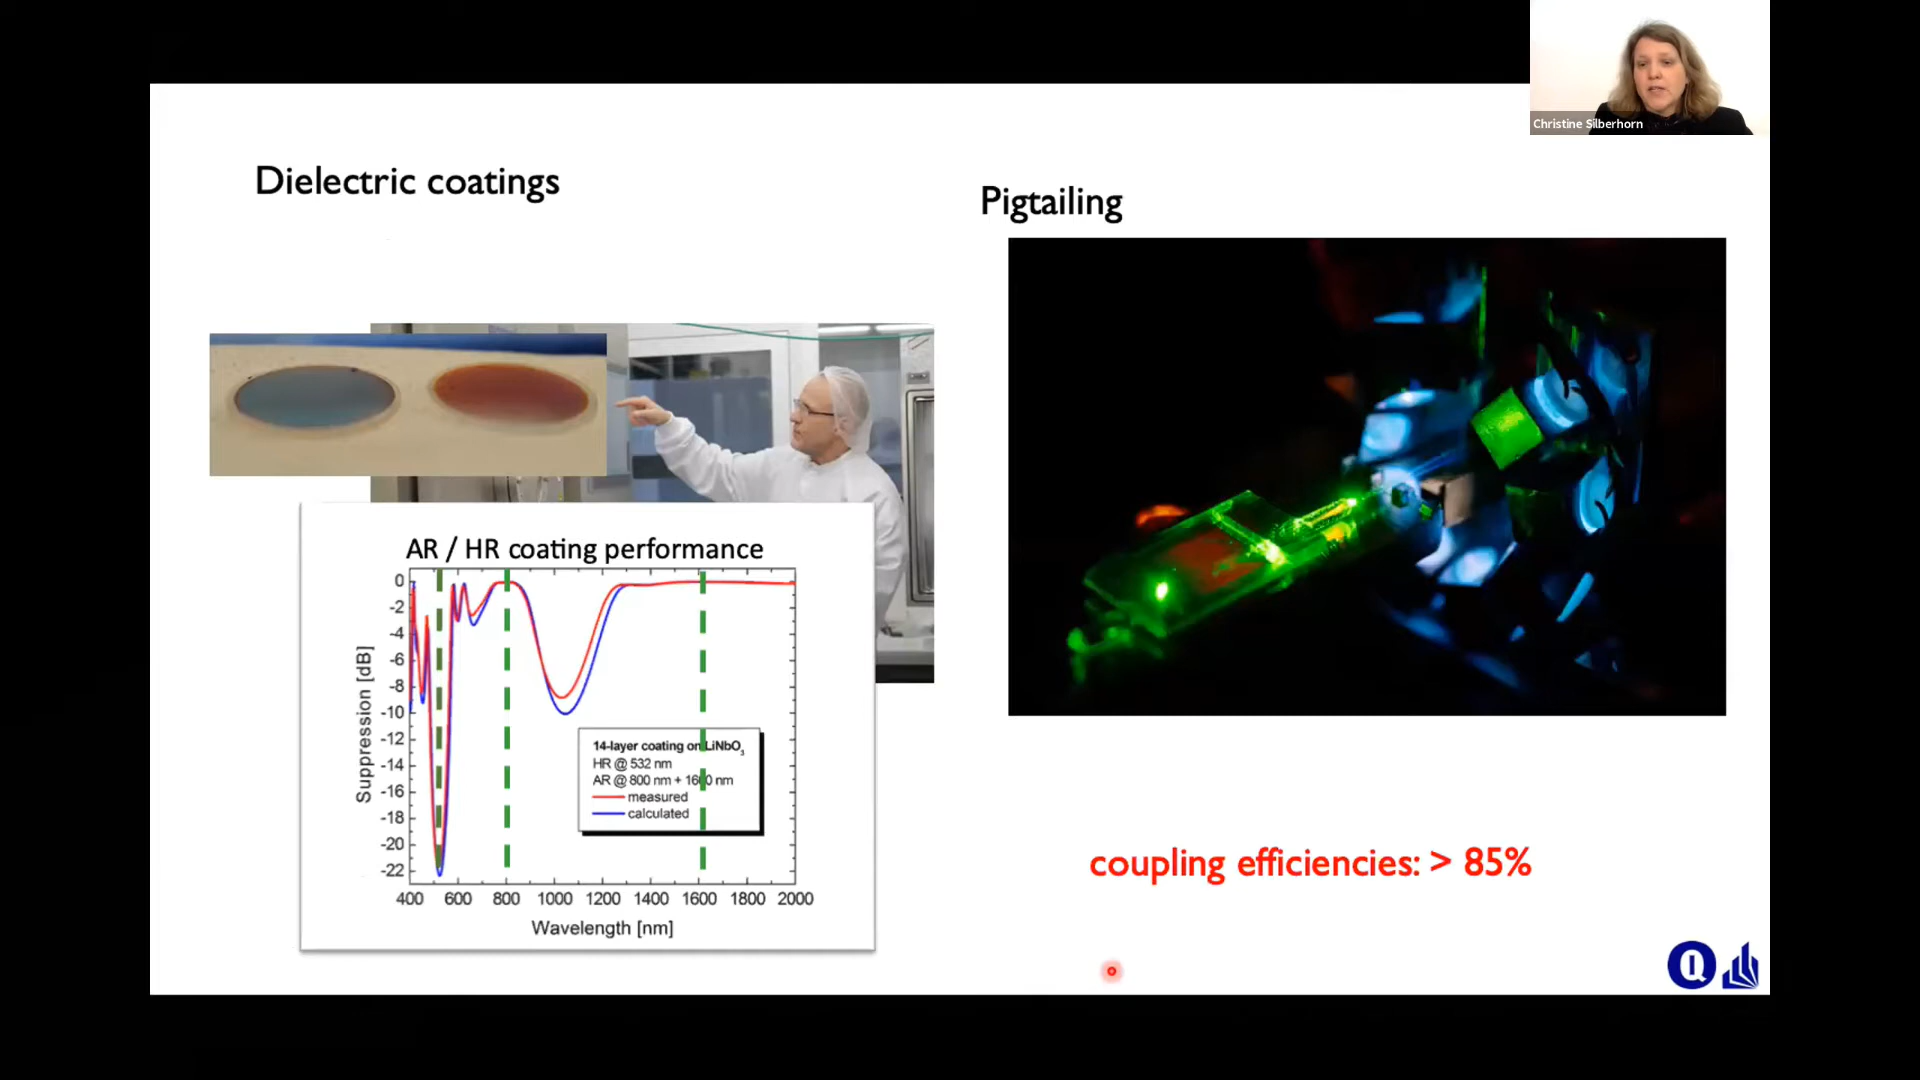 Christine Silberhorn
Dielectric coatings
Pigtailing
AR / HR coating performance
0
-2
-4
-6
-8
-10
-12
-14
-16
-18
-20
-22
Suppression [dB]
14-layer coating on LiNbO3
HR @ 532 nm
AR @ 800 nm + 1600 nm
measured
calculated
400 600 800 1000 1200 1400 1600 1800 2000
Wavelength [nm]
coupling efficiencies: > 85%
Q